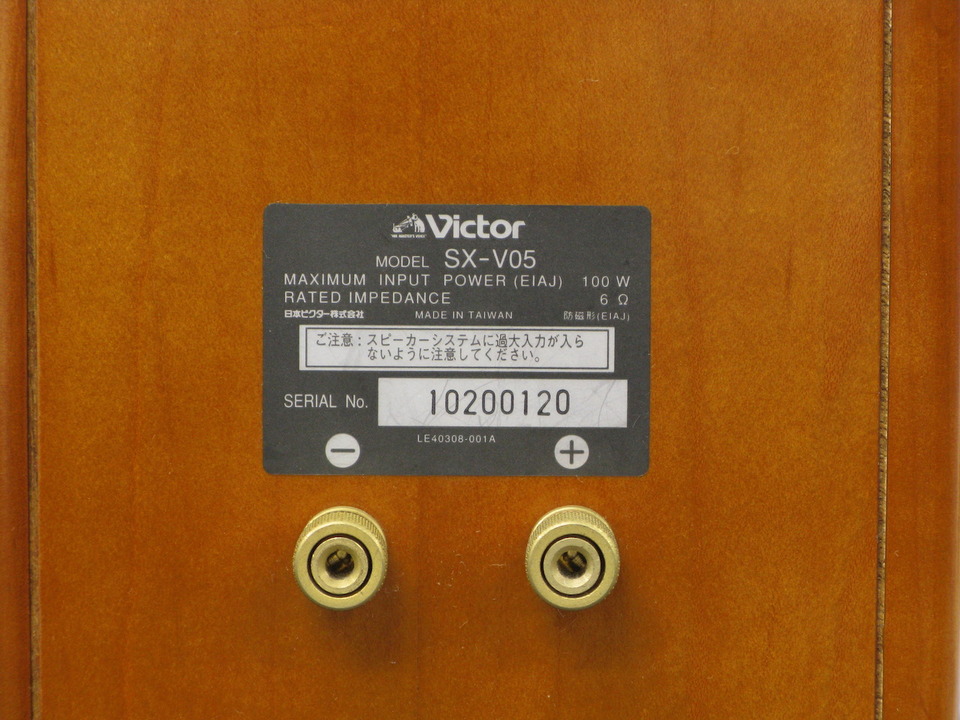 "HIS MASTER'S VOICE"
Victor
MODEL SX-V05
MAXIMUM INPUT POWER (EIAJ) 100 W
RATED IMPEDANCE 6 Ω
日本ビクター株式会社 MADE IN TAIWAN 防磁形(EIAJ)
ご注意:スピーカーシステムに過大入力が入ら
ないように注意してください。
SERIAL No. 10200120
LE40308-001A
− +